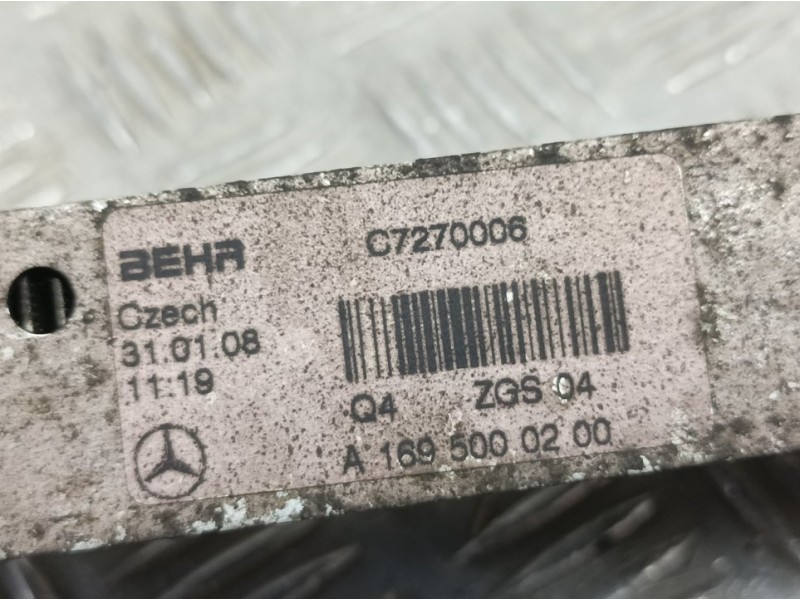 BEHR
C7270006
Czech
31.01.08
11:19
Q4 ZGS 04
A 169 500 02 00